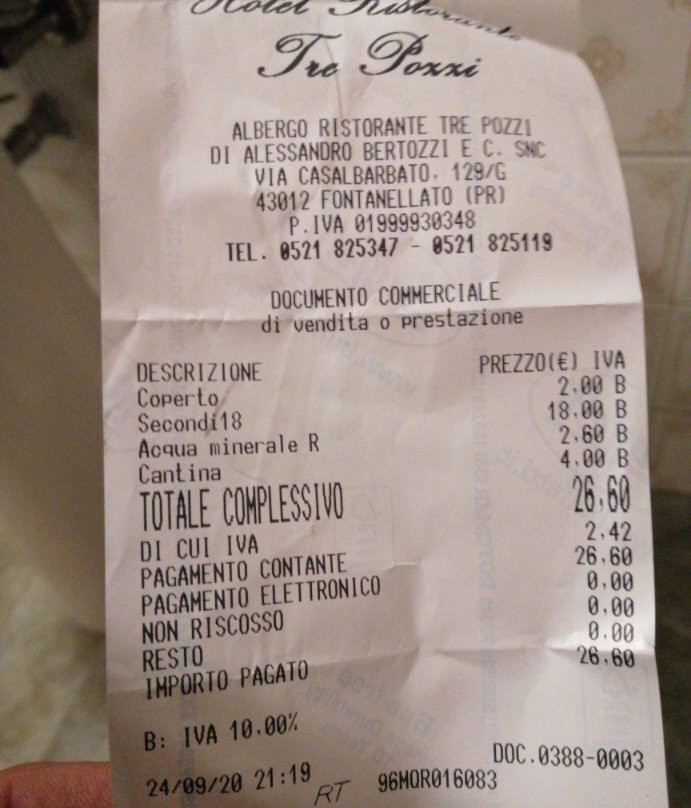 Hotel Ristorante
Tre Pozzi
ALBERGO RISTORANTE TRE POZZI
DI ALESSANDRO BERTOZZI E C. SNC
VIA CASALBARBATO, 129/G
43012 FONTANELLATO (PR)
P.IVA 01999930348
TEL. 0521 825347 - 0521 825119
DOCUMENTO COMMERCIALE
di vendita o prestazione
DESCRIZIONE PREZZO(€) IVA
Coperto 2.00 B
Secondi18 18.00 B
Acqua minerale R 2.60 B
Cantina 4.00 B
TOTALE COMPLESSIVO 26,60
DI CUI IVA 2.42
PAGAMENTO CONTANTE 26.60
PAGAMENTO ELETTRONICO 0.00
NON RISCOSSO 0.00
RESTO 0.00
IMPORTO PAGATO 26.60
B: IVA 10.00%
DOC.0388-0003
24/09/20 21:19 RT 96MQR016083